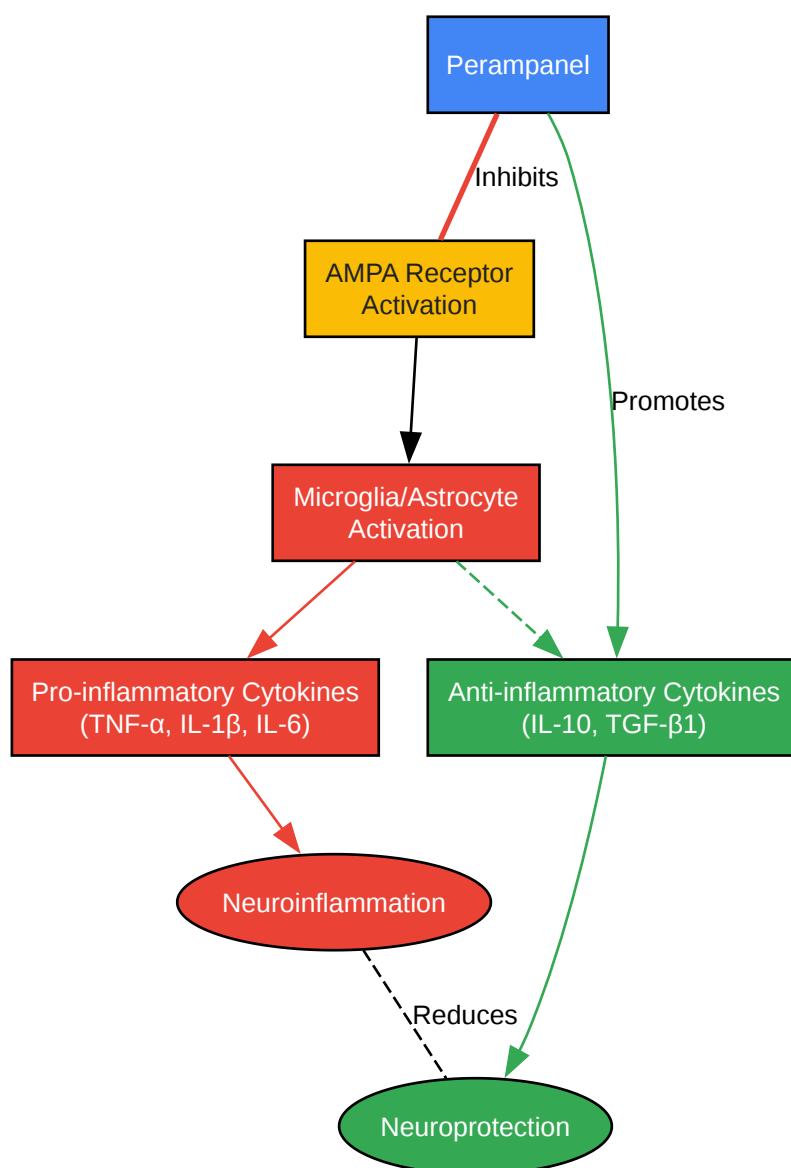 Perampanel
Inhibits
AMPA Receptor
Activation
Promotes
Microglia/Astrocyte
Activation
Pro-inflammatory Cytokines
(TNF-α, IL-1β, IL-6)
Anti-inflammatory Cytokines
(IL-10, TGF-β1)
Neuroinflammation
Reduces
Neuroprotection